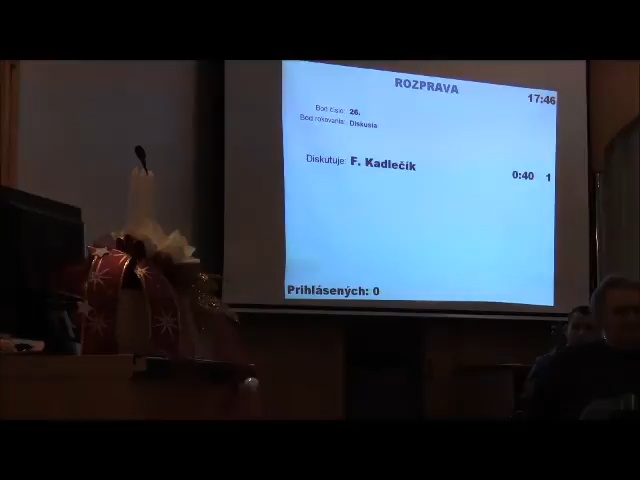 ROZPRAVA
17:46
Bod číslo: 26.
Bod rokovania: Diskusia
Diskutuje: F. Kadlečík 0:40 1
Prihlásených: 0